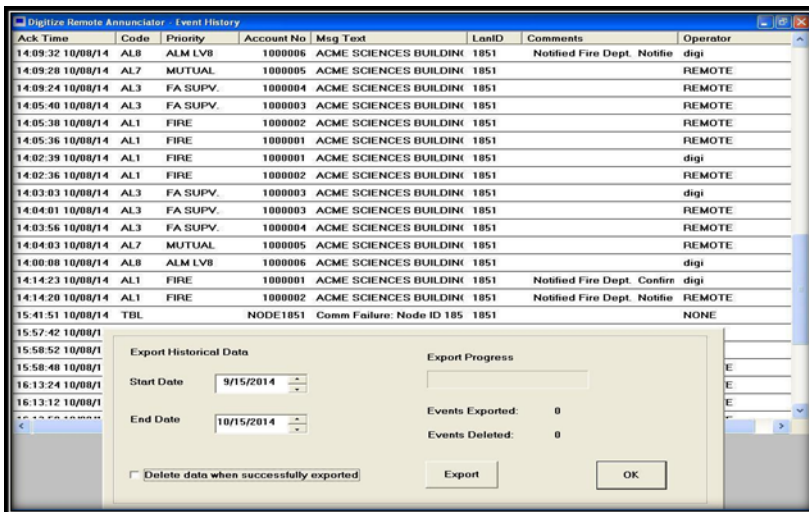 Digitize Remote Annunciator - Event History
Ack Time Code Priority Account No Msg Text LanID Comments Operator
14:09:32 10/08/14 AL8 ALM LV8 1000006 ACME SCIENCES BUILDIN( 1851 Notified Fire Dept. Notifie digi
14:09:28 10/08/14 AL7 MUTUAL 1000005 ACME SCIENCES BUILDIN( 1851 REMOTE
14:09:24 10/08/14 AL3 FA SUPV. 1000004 ACME SCIENCES BUILDIN( 1851 REMOTE
14:05:40 10/08/14 AL3 FA SUPV. 1000003 ACME SCIENCES BUILDIN( 1851 REMOTE
14:05:38 10/08/14 AL1 FIRE 1000002 ACME SCIENCES BUILDIN( 1851 REMOTE
14:05:36 10/08/14 AL1 FIRE 1000001 ACME SCIENCES BUILDIN( 1851 REMOTE
14:02:39 10/08/14 AL1 FIRE 1000001 ACME SCIENCES BUILDIN( 1851 digi
14:02:36 10/08/14 AL1 FIRE 1000002 ACME SCIENCES BUILDIN( 1851 REMOTE
14:03:03 10/08/14 AL3 FA SUPV. 1000003 ACME SCIENCES BUILDIN( 1851 digi
14:04:01 10/08/14 AL3 FA SUPV. 1000003 ACME SCIENCES BUILDIN( 1851 REMOTE
14:03:56 10/08/14 AL3 FA SUPV. 1000004 ACME SCIENCES BUILDIN( 1851 REMOTE
14:04:03 10/08/14 AL7 MUTUAL 1000005 ACME SCIENCES BUILDIN( 1851 REMOTE
14:00:08 10/08/14 AL8 ALM LV8 1000006 ACME SCIENCES BUILDIN( 1851 digi
14:14:23 10/08/14 AL1 FIRE 1000001 ACME SCIENCES BUILDIN( 1851 Notified Fire Dept. Confirm digi
14:14:20 10/08/14 AL1 FIRE 1000002 ACME SCIENCES BUILDIN( 1851 Notified Fire Dept. Notifie REMOTE
15:41:51 10/08/14 TBL NODE1851 Comm Failure: Node ID 185 1851 NONE
15:57:42 10/08/1
15:58:52 10/08/1
15:58:48 10/08/1 E
16:13:24 10/08/1 E
16:13:12 10/08/1 E
Export Historical Data
Export Progress
Start Date 9/15/2014
End Date 10/15/2014
Events Exported: 0
Events Deleted: 0
Delete data when successfully exported
Export OK